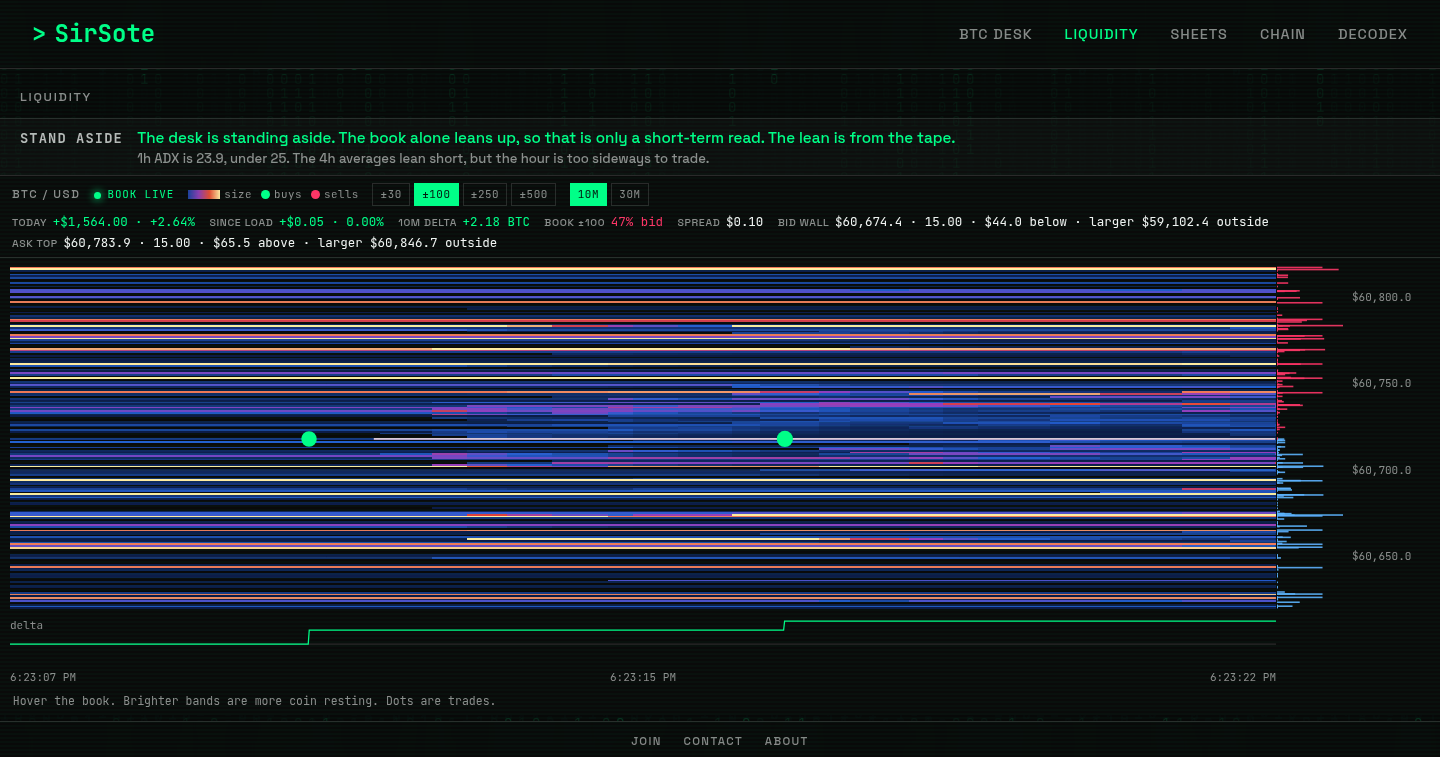 > SirSote
BTC DESK LIQUIDITY SHEETS CHAIN DECODEX
LIQUIDITY
STAND ASIDE The desk is standing aside. The book alone leans up, so that is only a short-term read. The lean is from the tape.
1h ADX is 23.9, under 25. The 4h averages lean short, but the hour is too sideways to trade.
BTC / USD BOOK LIVE size buys sells ±30 ±100 ±250 ±500 10M 30M
TODAY +$1,564.00 · +2.64% SINCE LOAD +$0.05 · 0.00% 10M DELTA +2.18 BTC BOOK ±100 47% bid SPREAD $0.10 BID WALL $60,674.4 · 15.00 · $44.0 below · larger $59,102.4 outside
ASK TOP $60,783.9 · 15.00 · $65.5 above · larger $60,846.7 outside
$60,800.0
$60,750.0
$60,700.0
$60,650.0
delta
6:23:07 PM 6:23:15 PM 6:23:22 PM
Hover the book. Brighter bands are more coin resting. Dots are trades.
JOIN CONTACT ABOUT